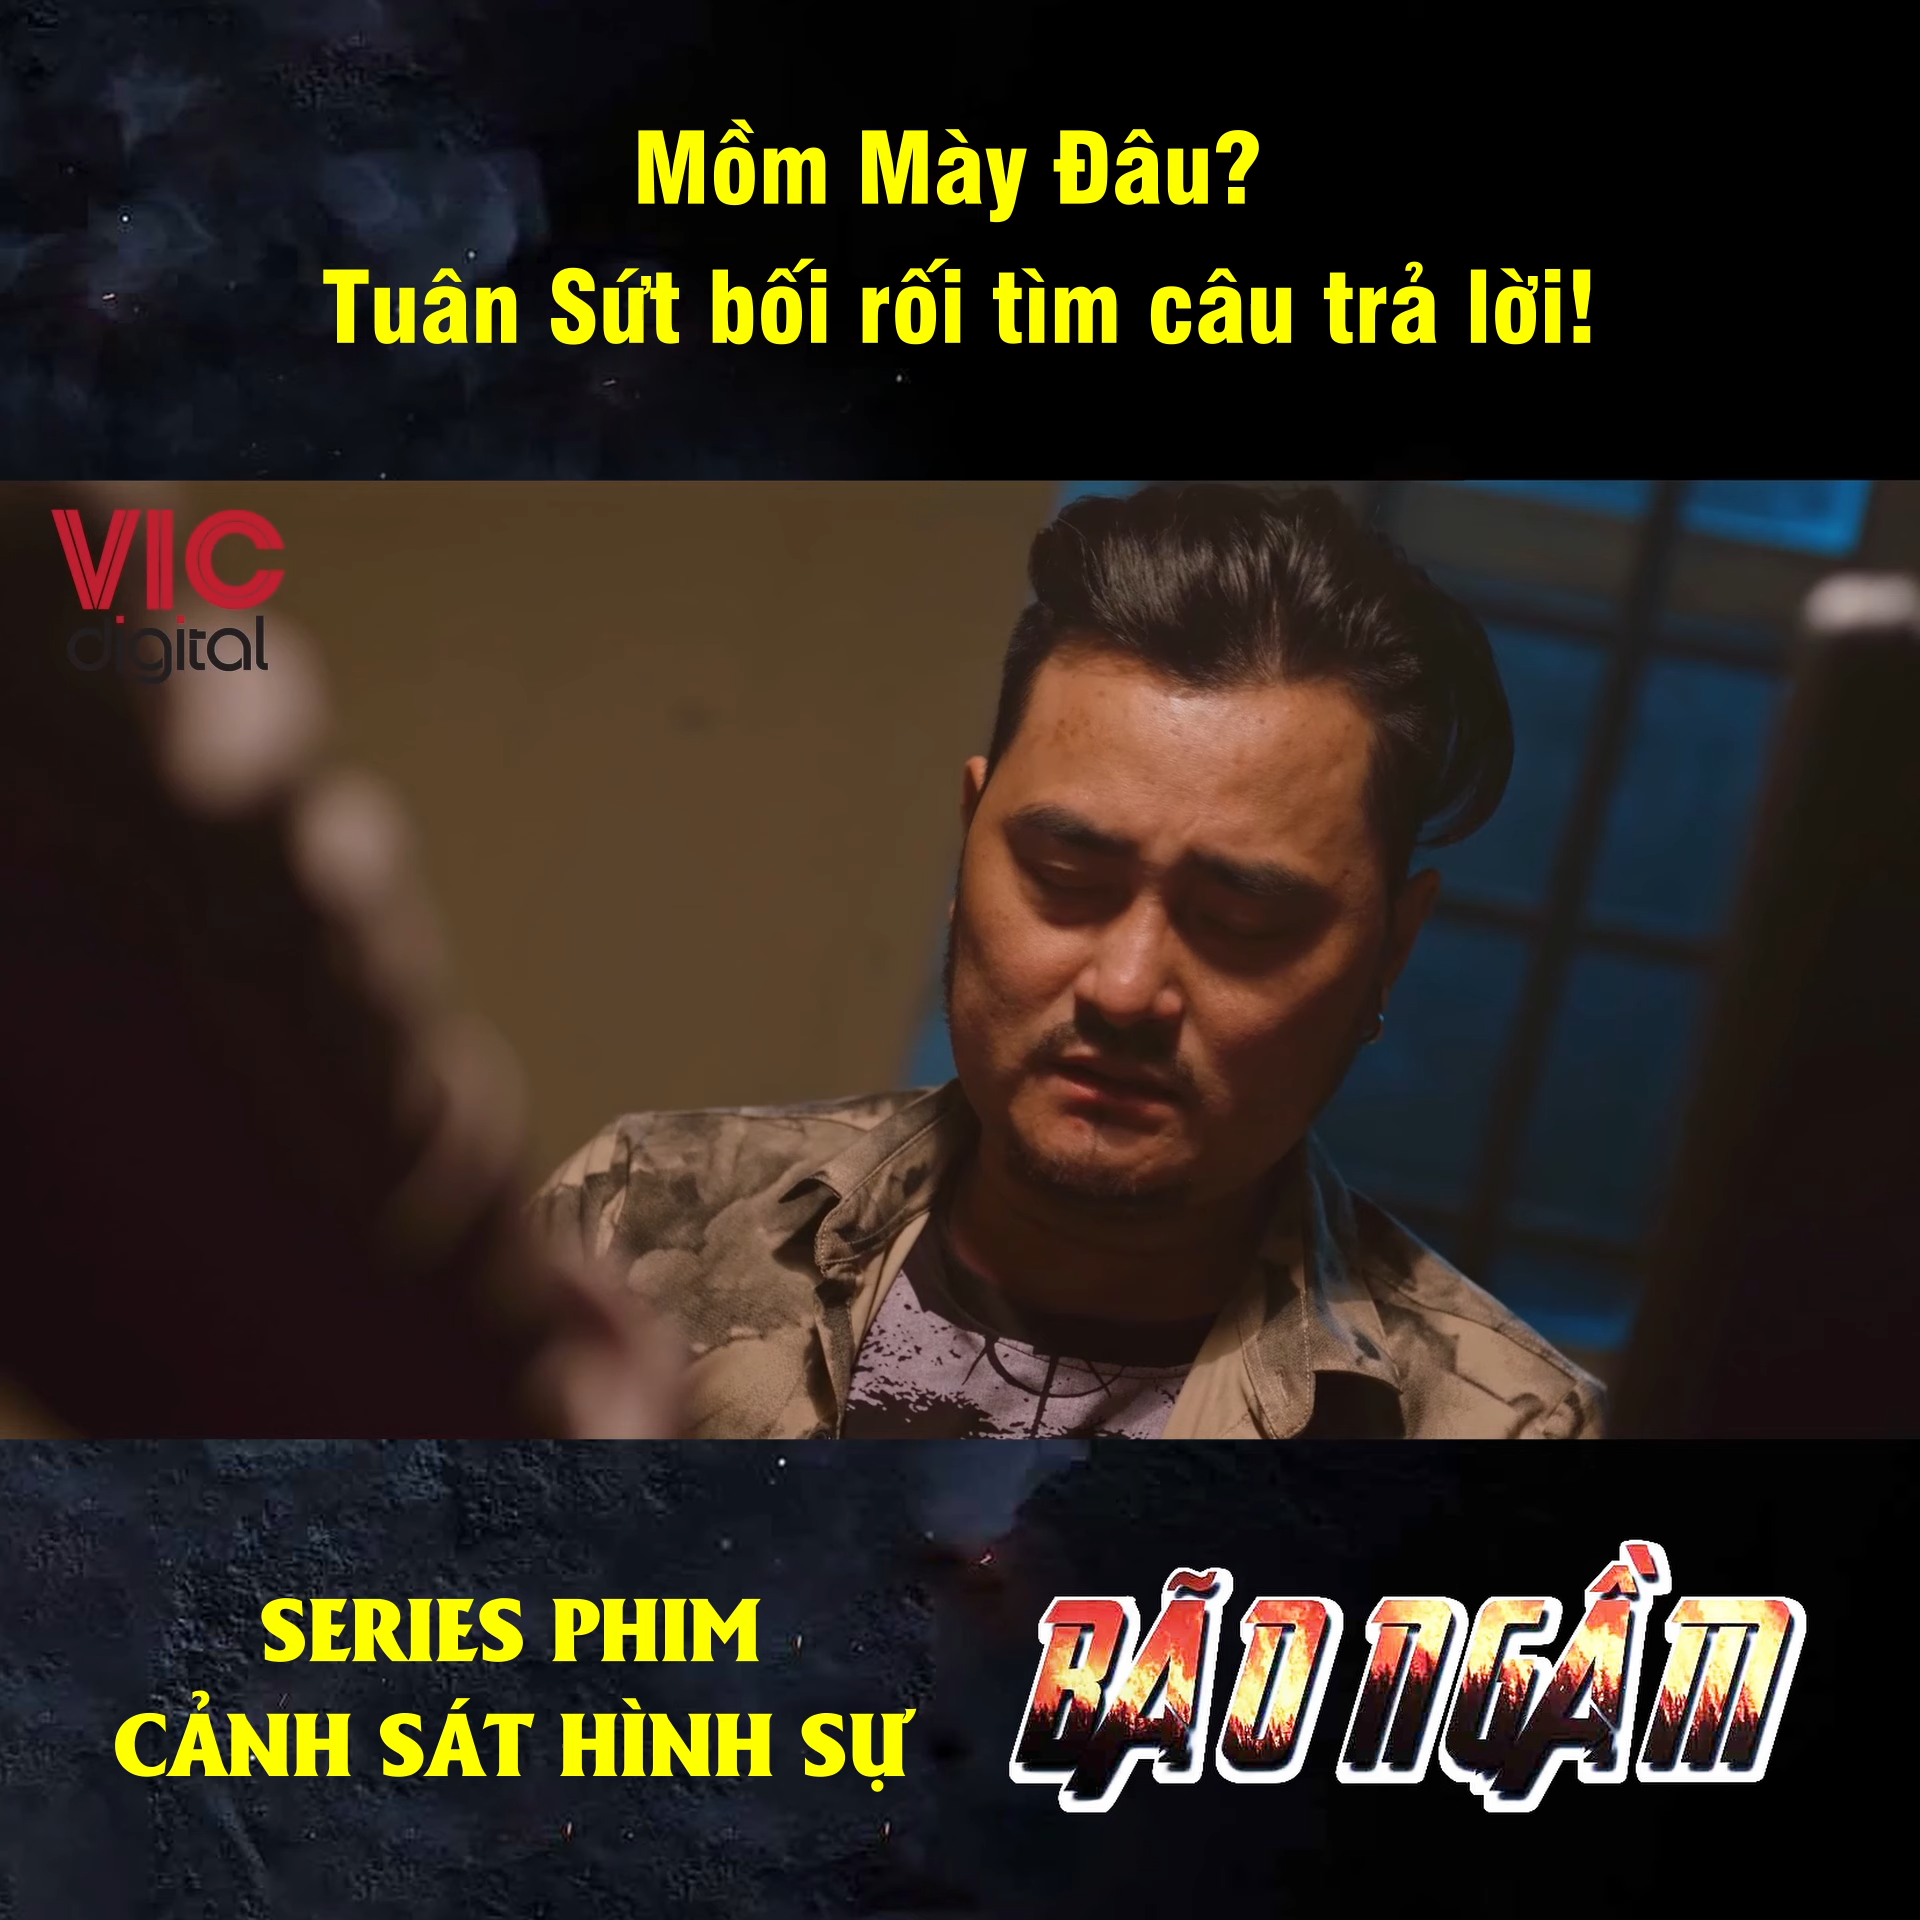 Mồm Mày Đâu?
Tuân Sứt bối rối tìm câu trả lời!
VIC
digital
SERIES PHIM
CẢNH SÁT HÌNH SỰ
BÃO NGẦM